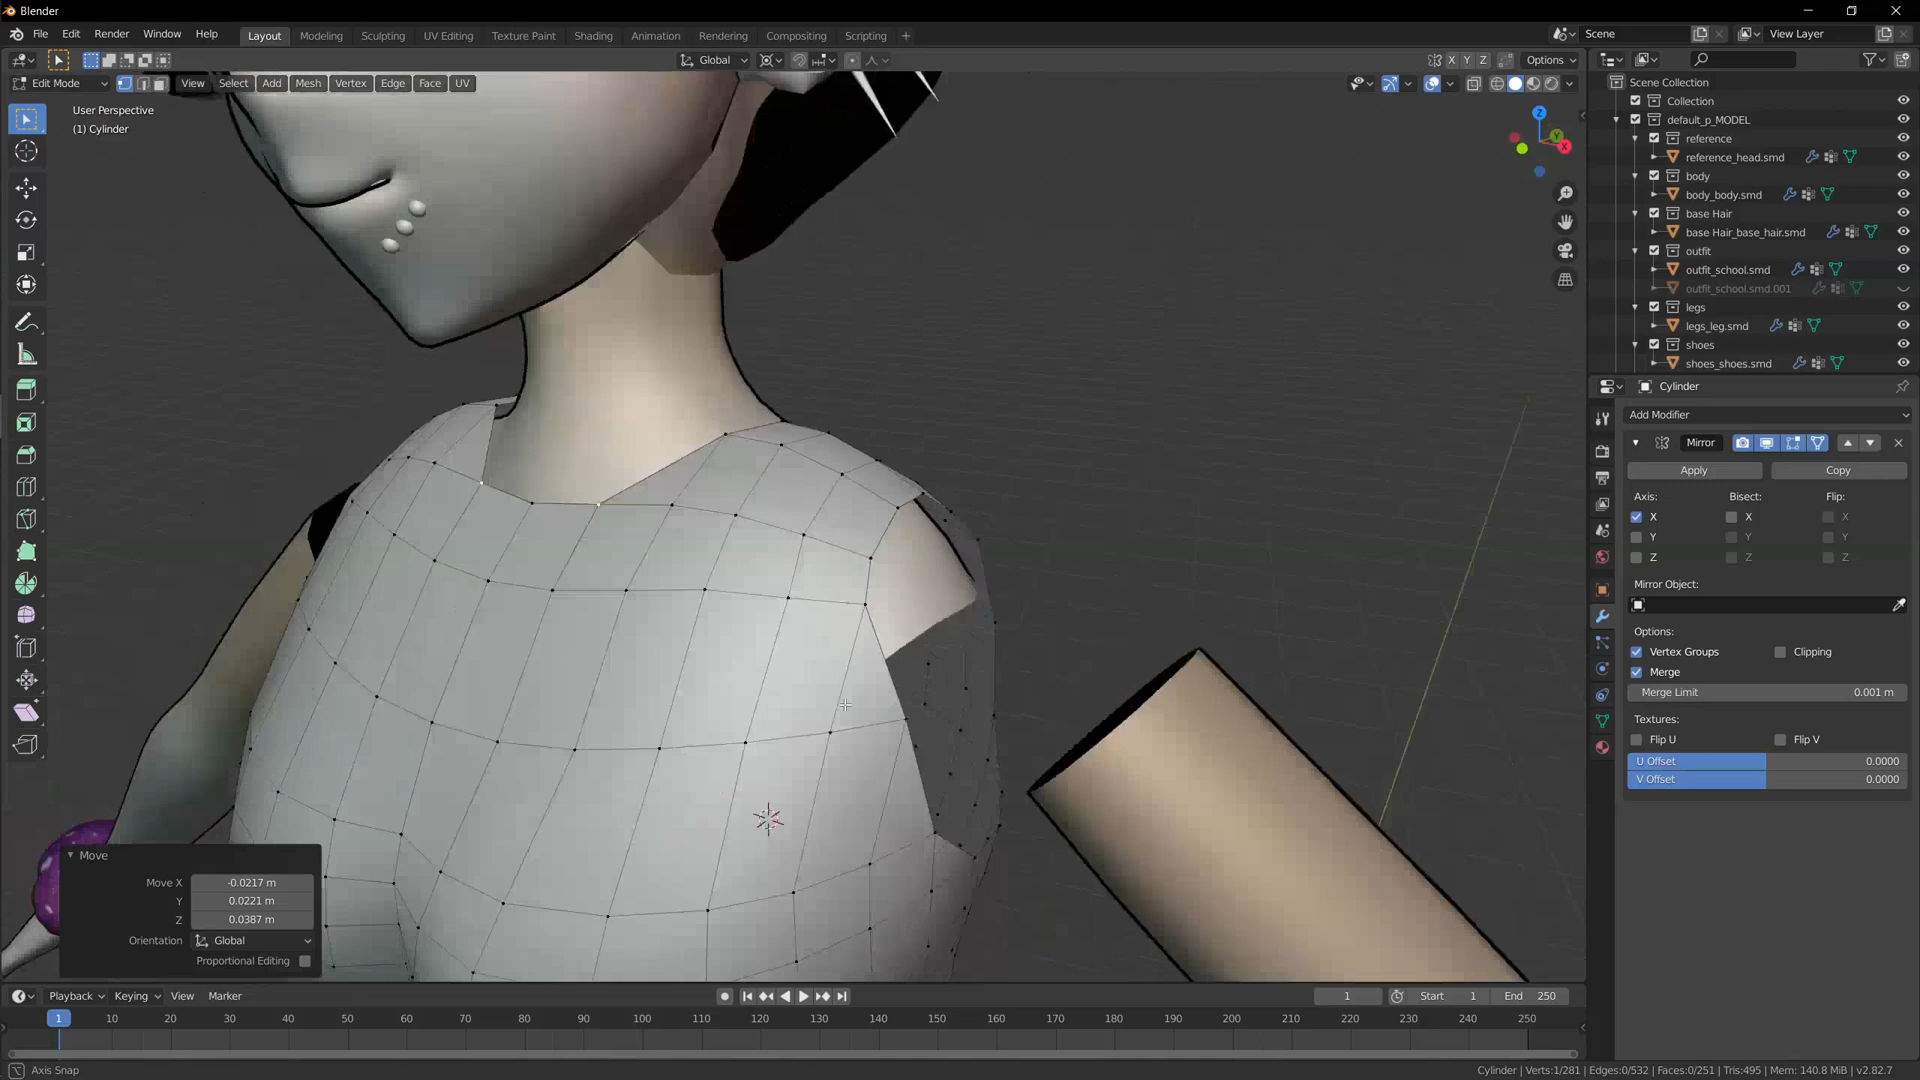 Blender
File Edit Render Window Help Layout Modeling Sculpting UV Editing Texture Paint Shading Animation Rendering Compositing Scripting + Scene View Layer
Global X Y Z Options
Edit Mode View Select Add Mesh Vertex Edge Face UV
User Perspective
(1) Cylinder
Z
Y
X
Scene Collection
Collection
default_p_MODEL
reference
reference_head.smd
body
body_body.smd
base Hair
base Hair_base_hair.smd
outfit
outfit_school.smd
outfit_school.smd.001
legs
legs_leg.smd
shoes
shoes_shoes.smd
Cylinder
Add Modifier
Mirror
Apply Copy
Axis: Bisect: Flip:
X X X
Y Y Y
Z Z Z
Mirror Object:
Options:
Vertex Groups Clipping
Merge
Merge Limit 0.001 m
Textures:
Flip U Flip V
U Offset 0.0000
V Offset 0.0000
Move
Move X -0.0217 m
Y 0.0221 m
Z 0.0387 m
Orientation Global
Proportional Editing
Playback Keying View Marker 1 Start 1 End 250
1 10 20 30 40 50 60 70 80 90 100 110 120 130 140 150 160 170 180 190 200 210 220 230 240 250
Axis Snap Cylinder | Verts:1/281 | Edges:0/532 | Faces:0/251 | Tris:495 | Mem: 140.8 MiB | v2.82.7